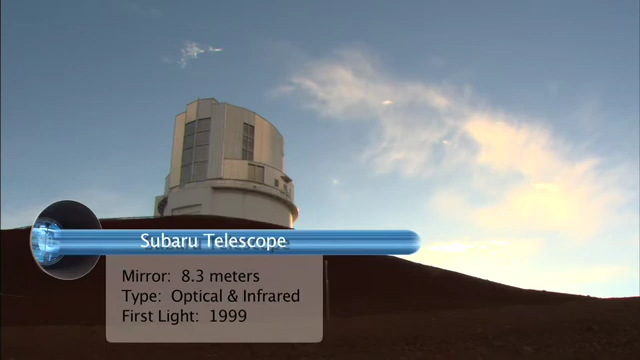 Subaru Telescope
Mirror:  8.3 meters
Type:  Optical & Infrared
First Light:  1999